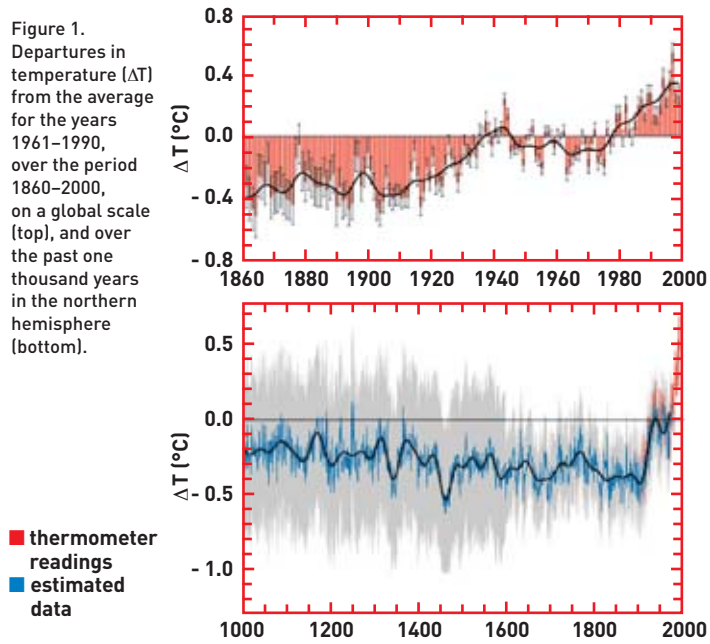 Figure 1.
Departures in
temperature (ΔT)
from the average
for the years
1961–1990,
over the period
1860–2000,
on a global scale
(top), and over
the past one
thousand years
in the northern
hemisphere
(bottom).
0.8
0.4
0.0
- 0.4
- 0.8
Δ T (°C)
1860 1880 1900 1920 1940 1960 1980 2000
0.5
0.0
- 0.5
- 1.0
Δ T (°C)
1000 1200 1400 1600 1800 2000
thermometer
readings
estimated
data